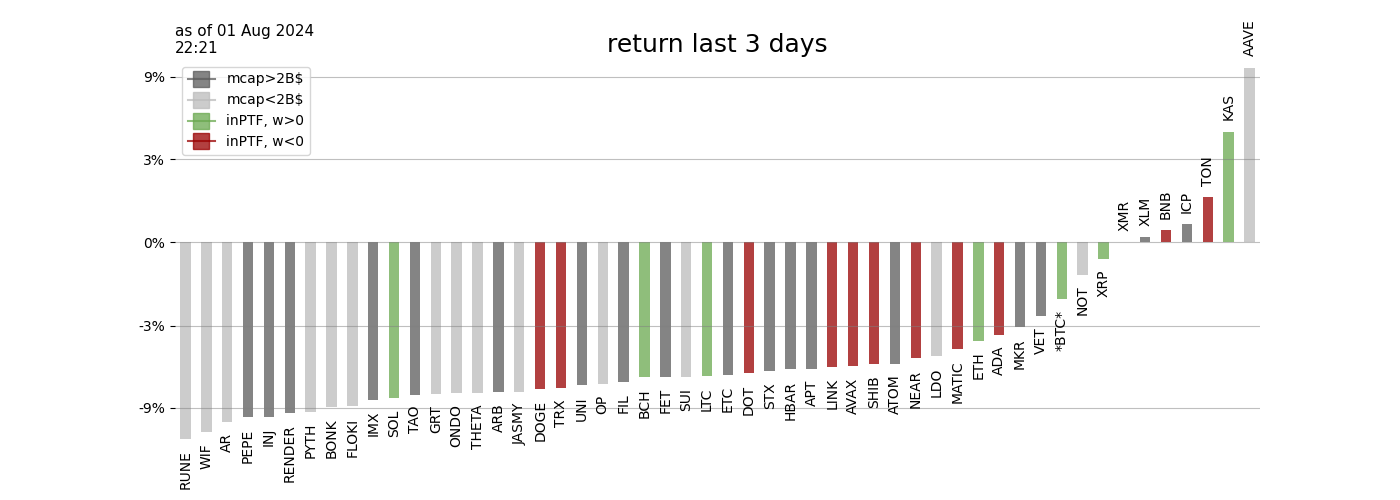 as of 01 Aug 2024
22:21
return last 3 days
mcap>2B$
mcap<2B$
inPTF, w>0
inPTF, w<0
9%
3%
0%
-3%
-9%
RUNE
WIF
AR
PEPE
INJ
RENDER
PYTH
BONK
FLOKI
IMX
SOL
TAO
GRT
ONDO
THETA
ARB
JASMY
DOGE
TRX
UNI
OP
FIL
BCH
FET
SUI
LTC
ETC
DOT
STX
HBAR
APT
LINK
AVAX
SHIB
ATOM
NEAR
LDO
MATIC
ETH
ADA
MKR
VET
*BTC*
NOT
XRP
XMR
XLM
BNB
ICP
TON
KAS
AAVE